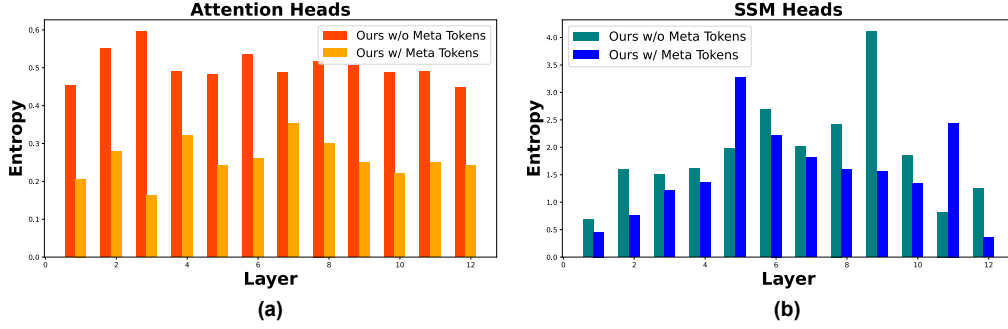 Attention Heads
Ours w/o Meta Tokens
Ours w/ Meta Tokens
Entropy
0.6
0.5
0.4
0.3
0.2
0.1
0.0
0 2 4 6 8 10 12
Layer
(a)
SSM Heads
Ours w/o Meta Tokens
Ours w/ Meta Tokens
Entropy
4.0
3.5
3.0
2.5
2.0
1.5
1.0
0.5
0.0
0 2 4 6 8 10 12
Layer
(b)